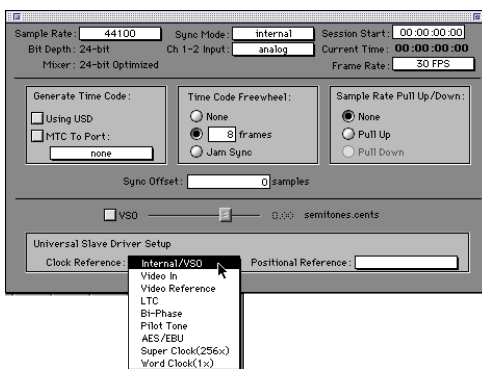 Sample Rate: 44100 Sync Mode: internal Session Start: 00:00:00:00
Bit Depth: 24-bit Ch 1-2 Input: analog Current Time: 00:00:00:00
Mixer: 24-bit Optimized Frame Rate: 30 FPS
Generate Time Code: Time Code Freewheel: Sample Rate Pull Up/Down:
Using USD None None
MTC To Port: 8 frames Pull Up
none Jam Sync Pull Down
Sync Offset: 0 samples
VSO 0.00 semitones.cents
Universal Slave Driver Setup
Clock Reference: Internal/VSO Positional Reference:
Video In
Video Reference
LTC
Bi-Phase
Pilot Tone
AES/EBU
Super Clock(256x)
Word Clock(1x)